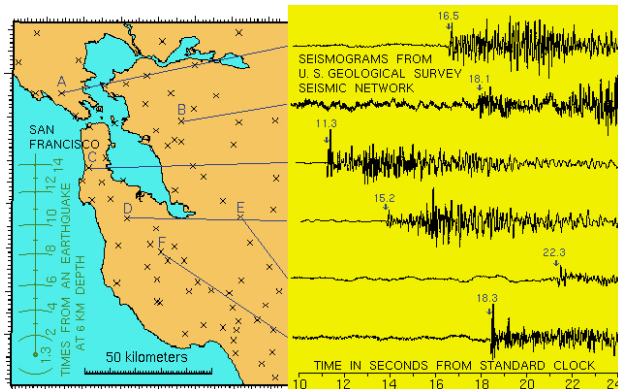 A
B
SAN
FRANCISCO
C
D
E
F
14
12
10
8
6
4
2
1.3
TIMES FROM AN EARTHQUAKE
AT 6 KM DEPTH
50 kilometers
SEISMOGRAMS FROM
U. S. GEOLOGICAL SURVEY
SEISMIC NETWORK
16.5
18.1
11.3
15.2
22.3
18.3
TIME IN SECONDS FROM STANDARD CLOCK
10 12 14 16 18 20 22 24